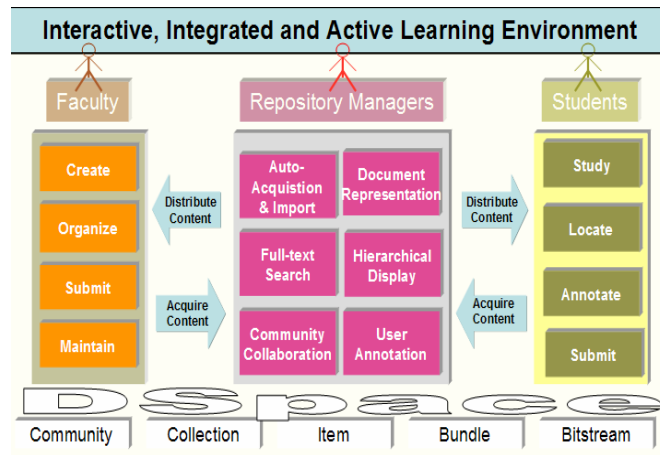 Interactive, Integrated and Active Learning Environment
Faculty
Repository Managers
Students
Create
Organize
Submit
Maintain
Distribute
Content
Acquire
Content
Auto-
Acquistion
& Import
Document
Representation
Full-text
Search
Hierarchical
Display
Community
Collaboration
User
Annotation
Distribute
Content
Acquire
Content
Study
Locate
Annotate
Submit
DSpace
Community
Collection
Item
Bundle
Bitstream